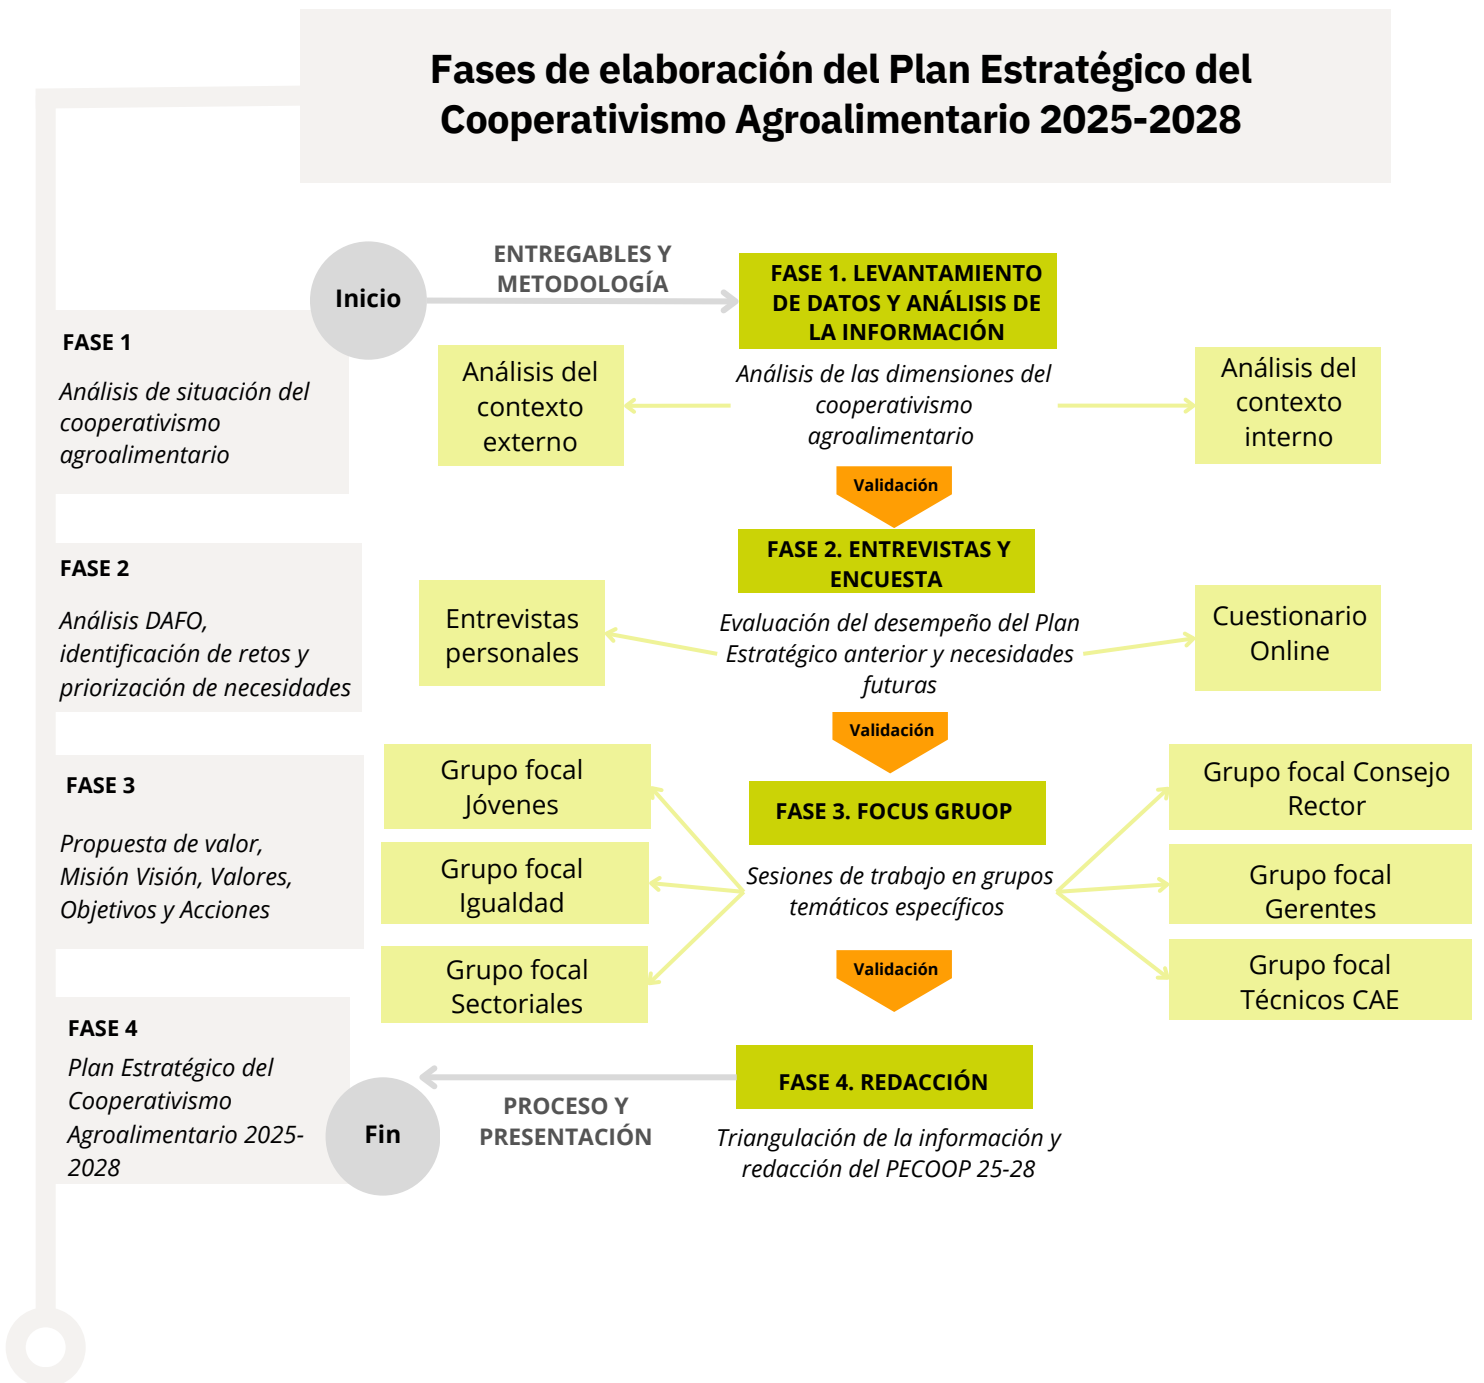 Fases de elaboración del Plan Estratégico del
Cooperativismo Agroalimentario 2025-2028
Inicio
ENTREGABLES Y
METODOLOGÍA
FASE 1. LEVANTAMIENTO
DE DATOS Y ANÁLISIS DE
LA INFORMACIÓN
FASE 1
Análisis de situación del
cooperativismo
agroalimentario
Análisis del
contexto
externo
Análisis de las dimensiones del
cooperativismo
agroalimentario
Análisis del
contexto
interno
Validación
FASE 2. ENTREVISTAS Y
ENCUESTA
FASE 2
Análisis DAFO,
identificación de retos y
priorización de necesidades
Entrevistas
personales
Evaluación del desempeño del Plan
Estratégico anterior y necesidades
futuras
Cuestionario
Online
Validación
FASE 3
Propuesta de valor,
Misión Visión, Valores,
Objetivos y Acciones
Grupo focal
Jóvenes
Grupo focal
Igualdad
Grupo focal
Sectoriales
FASE 3. FOCUS GRUOP
Sesiones de trabajo en grupos
temáticos específicos
Grupo focal Consejo
Rector
Grupo focal
Gerentes
Grupo focal
Técnicos CAE
Validación
FASE 4
Plan Estratégico del
Cooperativismo
Agroalimentario 2025-
2028
Fin
PROCESO Y
PRESENTACIÓN
FASE 4. REDACCIÓN
Triangulación de la información y
redacción del PECOOP 25-28